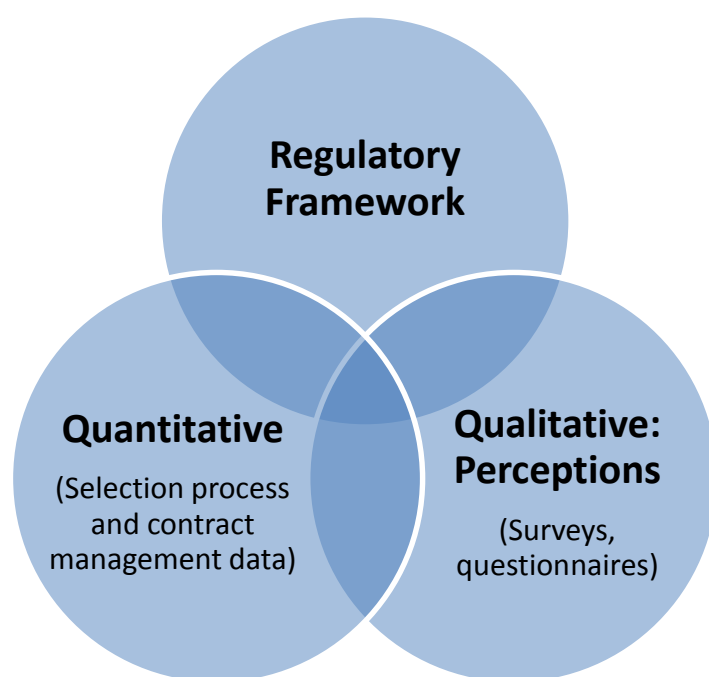 Regulatory
Framework
Quantitative
(Selection process
and contract
management data)
Qualitative:
Perceptions
(Surveys,
questionnaires)